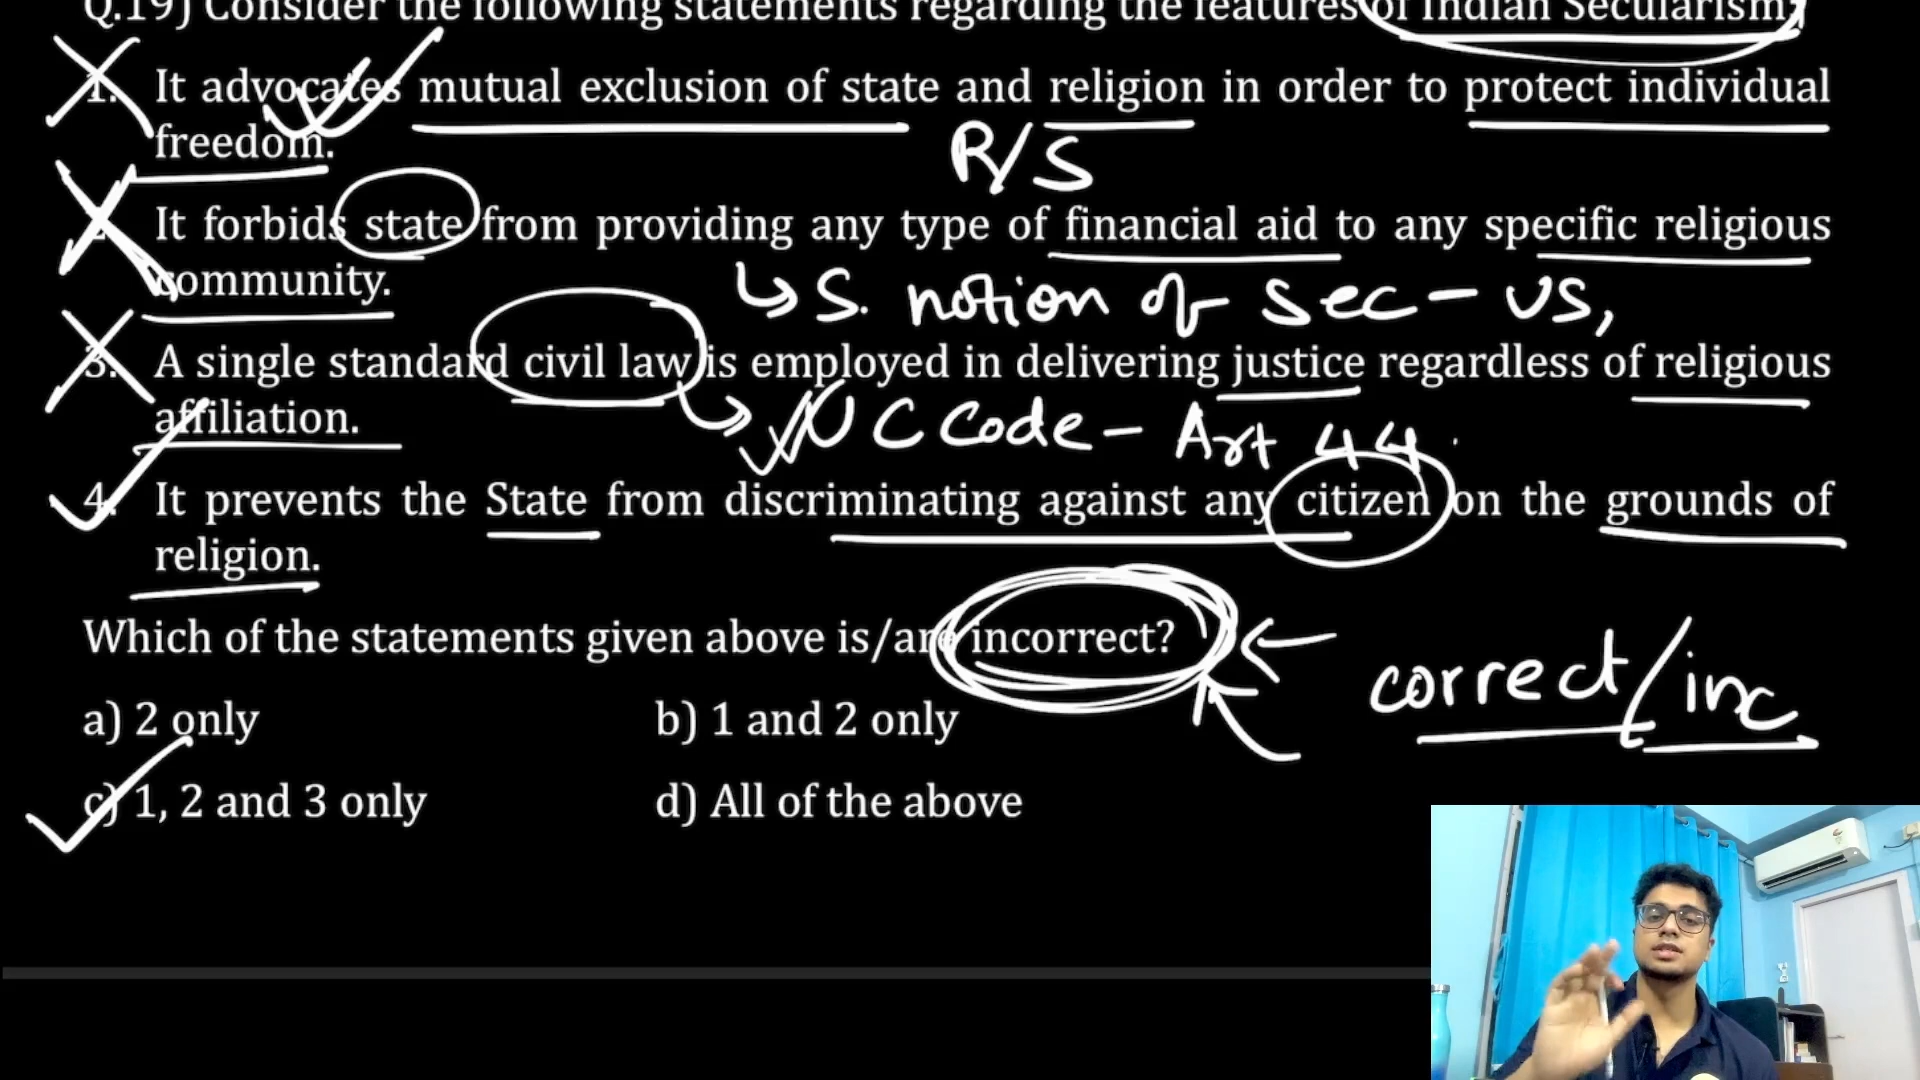 Q.19) Consider the following statements regarding the features of Indian Secularism:
1. It advocates mutual exclusion of state and religion in order to protect individual
freedom.
R/S
2. It forbids state from providing any type of financial aid to any specific religious
community.
S. notion of sec - US,
3. A single standard civil law is employed in delivering justice regardless of religious
affiliation.
U C Code - Art 44.
4. It prevents the State from discriminating against any citizen on the grounds of
religion.
Which of the statements given above is/are incorrect?
correct/inc
a) 2 only b) 1 and 2 only
c) 1, 2 and 3 only d) All of the above